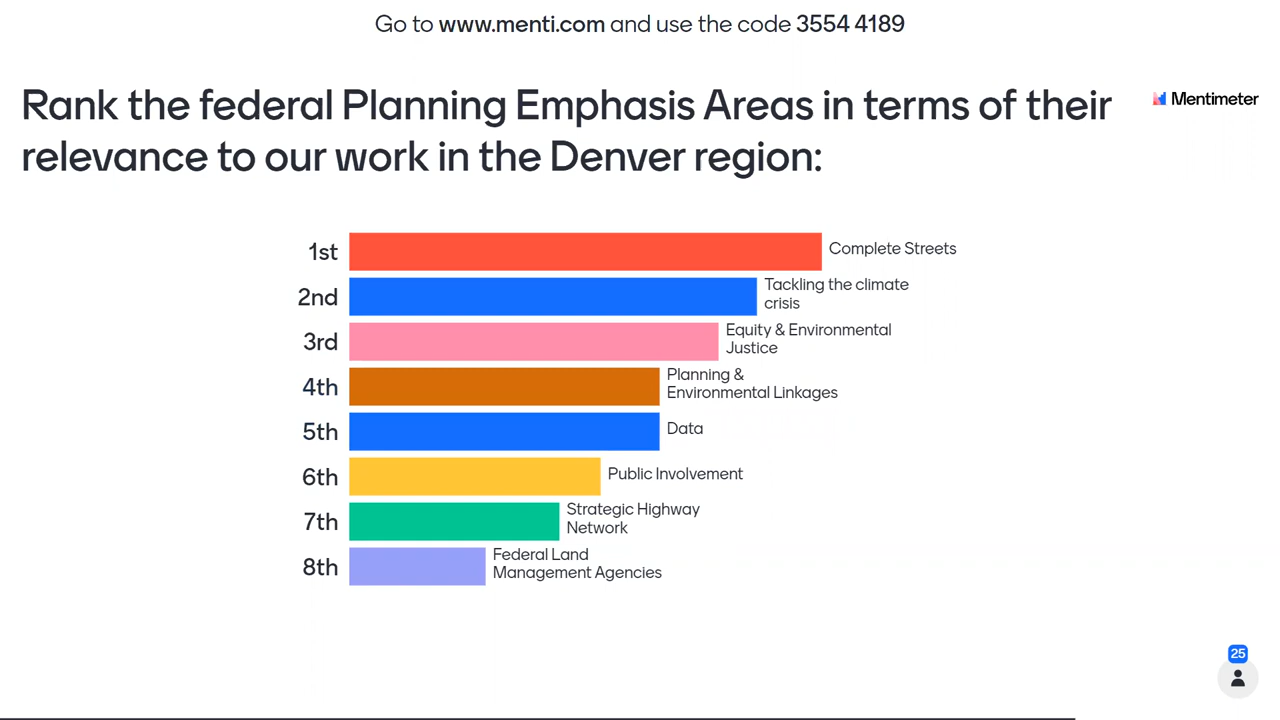 Go to www.menti.com and use the code 3554 4189
Rank the federal Planning Emphasis Areas in terms of their
relevance to our work in the Denver region:
Mentimeter
1st
Complete Streets
2nd
Tackling the climate
crisis
3rd
Equity & Environmental
Justice
4th
Planning &
Environmental Linkages
5th
Data
6th
Public Involvement
7th
Strategic Highway
Network
8th
Federal Land
Management Agencies
25